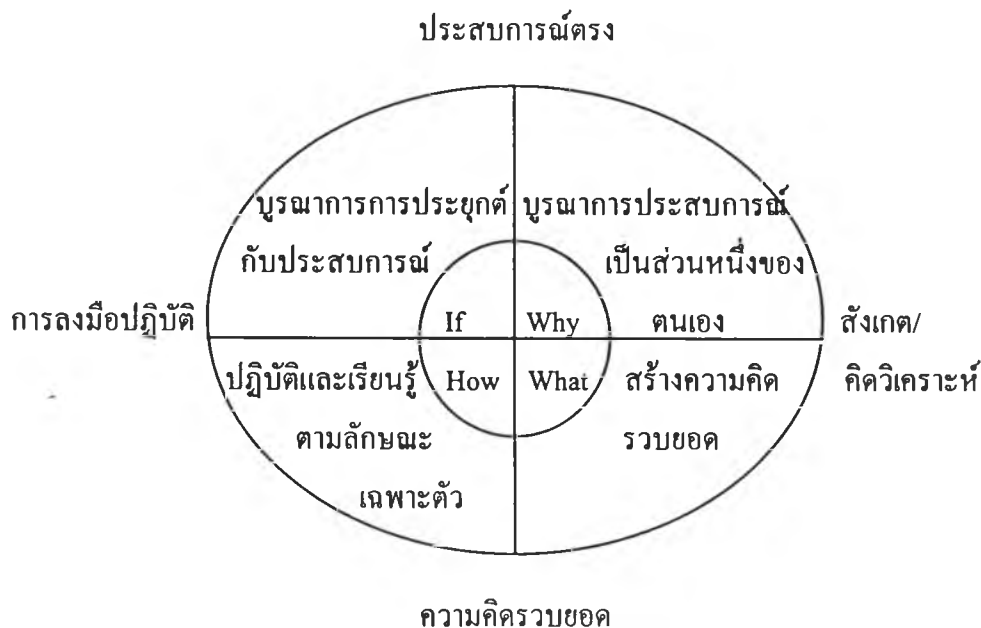 ประสบการณ์ตรง
บูรณาการการประยุกต์ บูรณาการประสบการณ์
กับประสบการณ์ เป็นส่วนหนึ่งของ
การลงมือปฏิบัติ If Why ตนเอง สังเกต/
ปฏิบัติและเรียนรู้ How What สร้างความคิด คิดวิเคราะห์
ตามลักษณะ รวบยอด
เฉพาะตัว
ความคิดรวบยอด